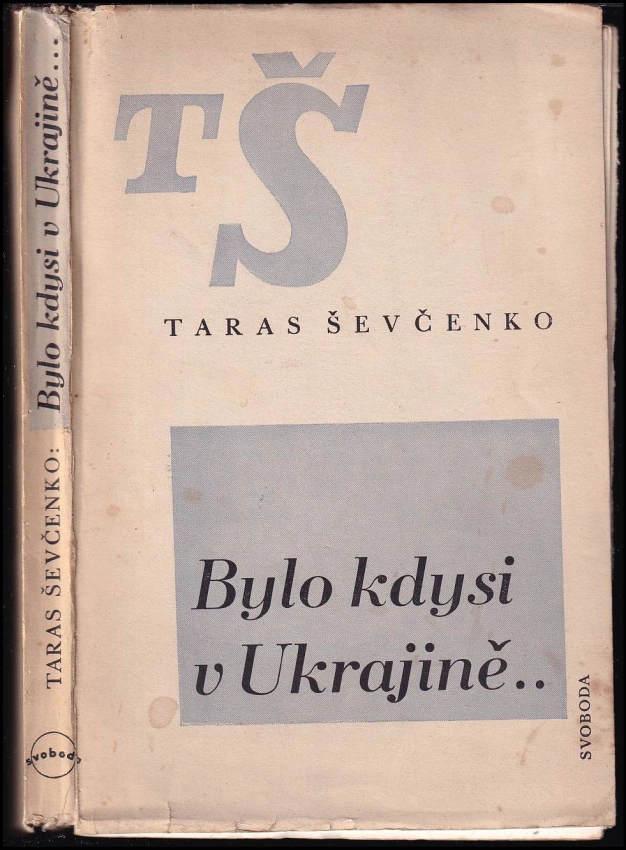 TŠ
TARAS ŠEVČENKO
Bylo kdysi
v Ukrajině..
SVOBODA
TARAS ŠEVČENKO: Bylo kdysi v Ukrajině...
svoboda